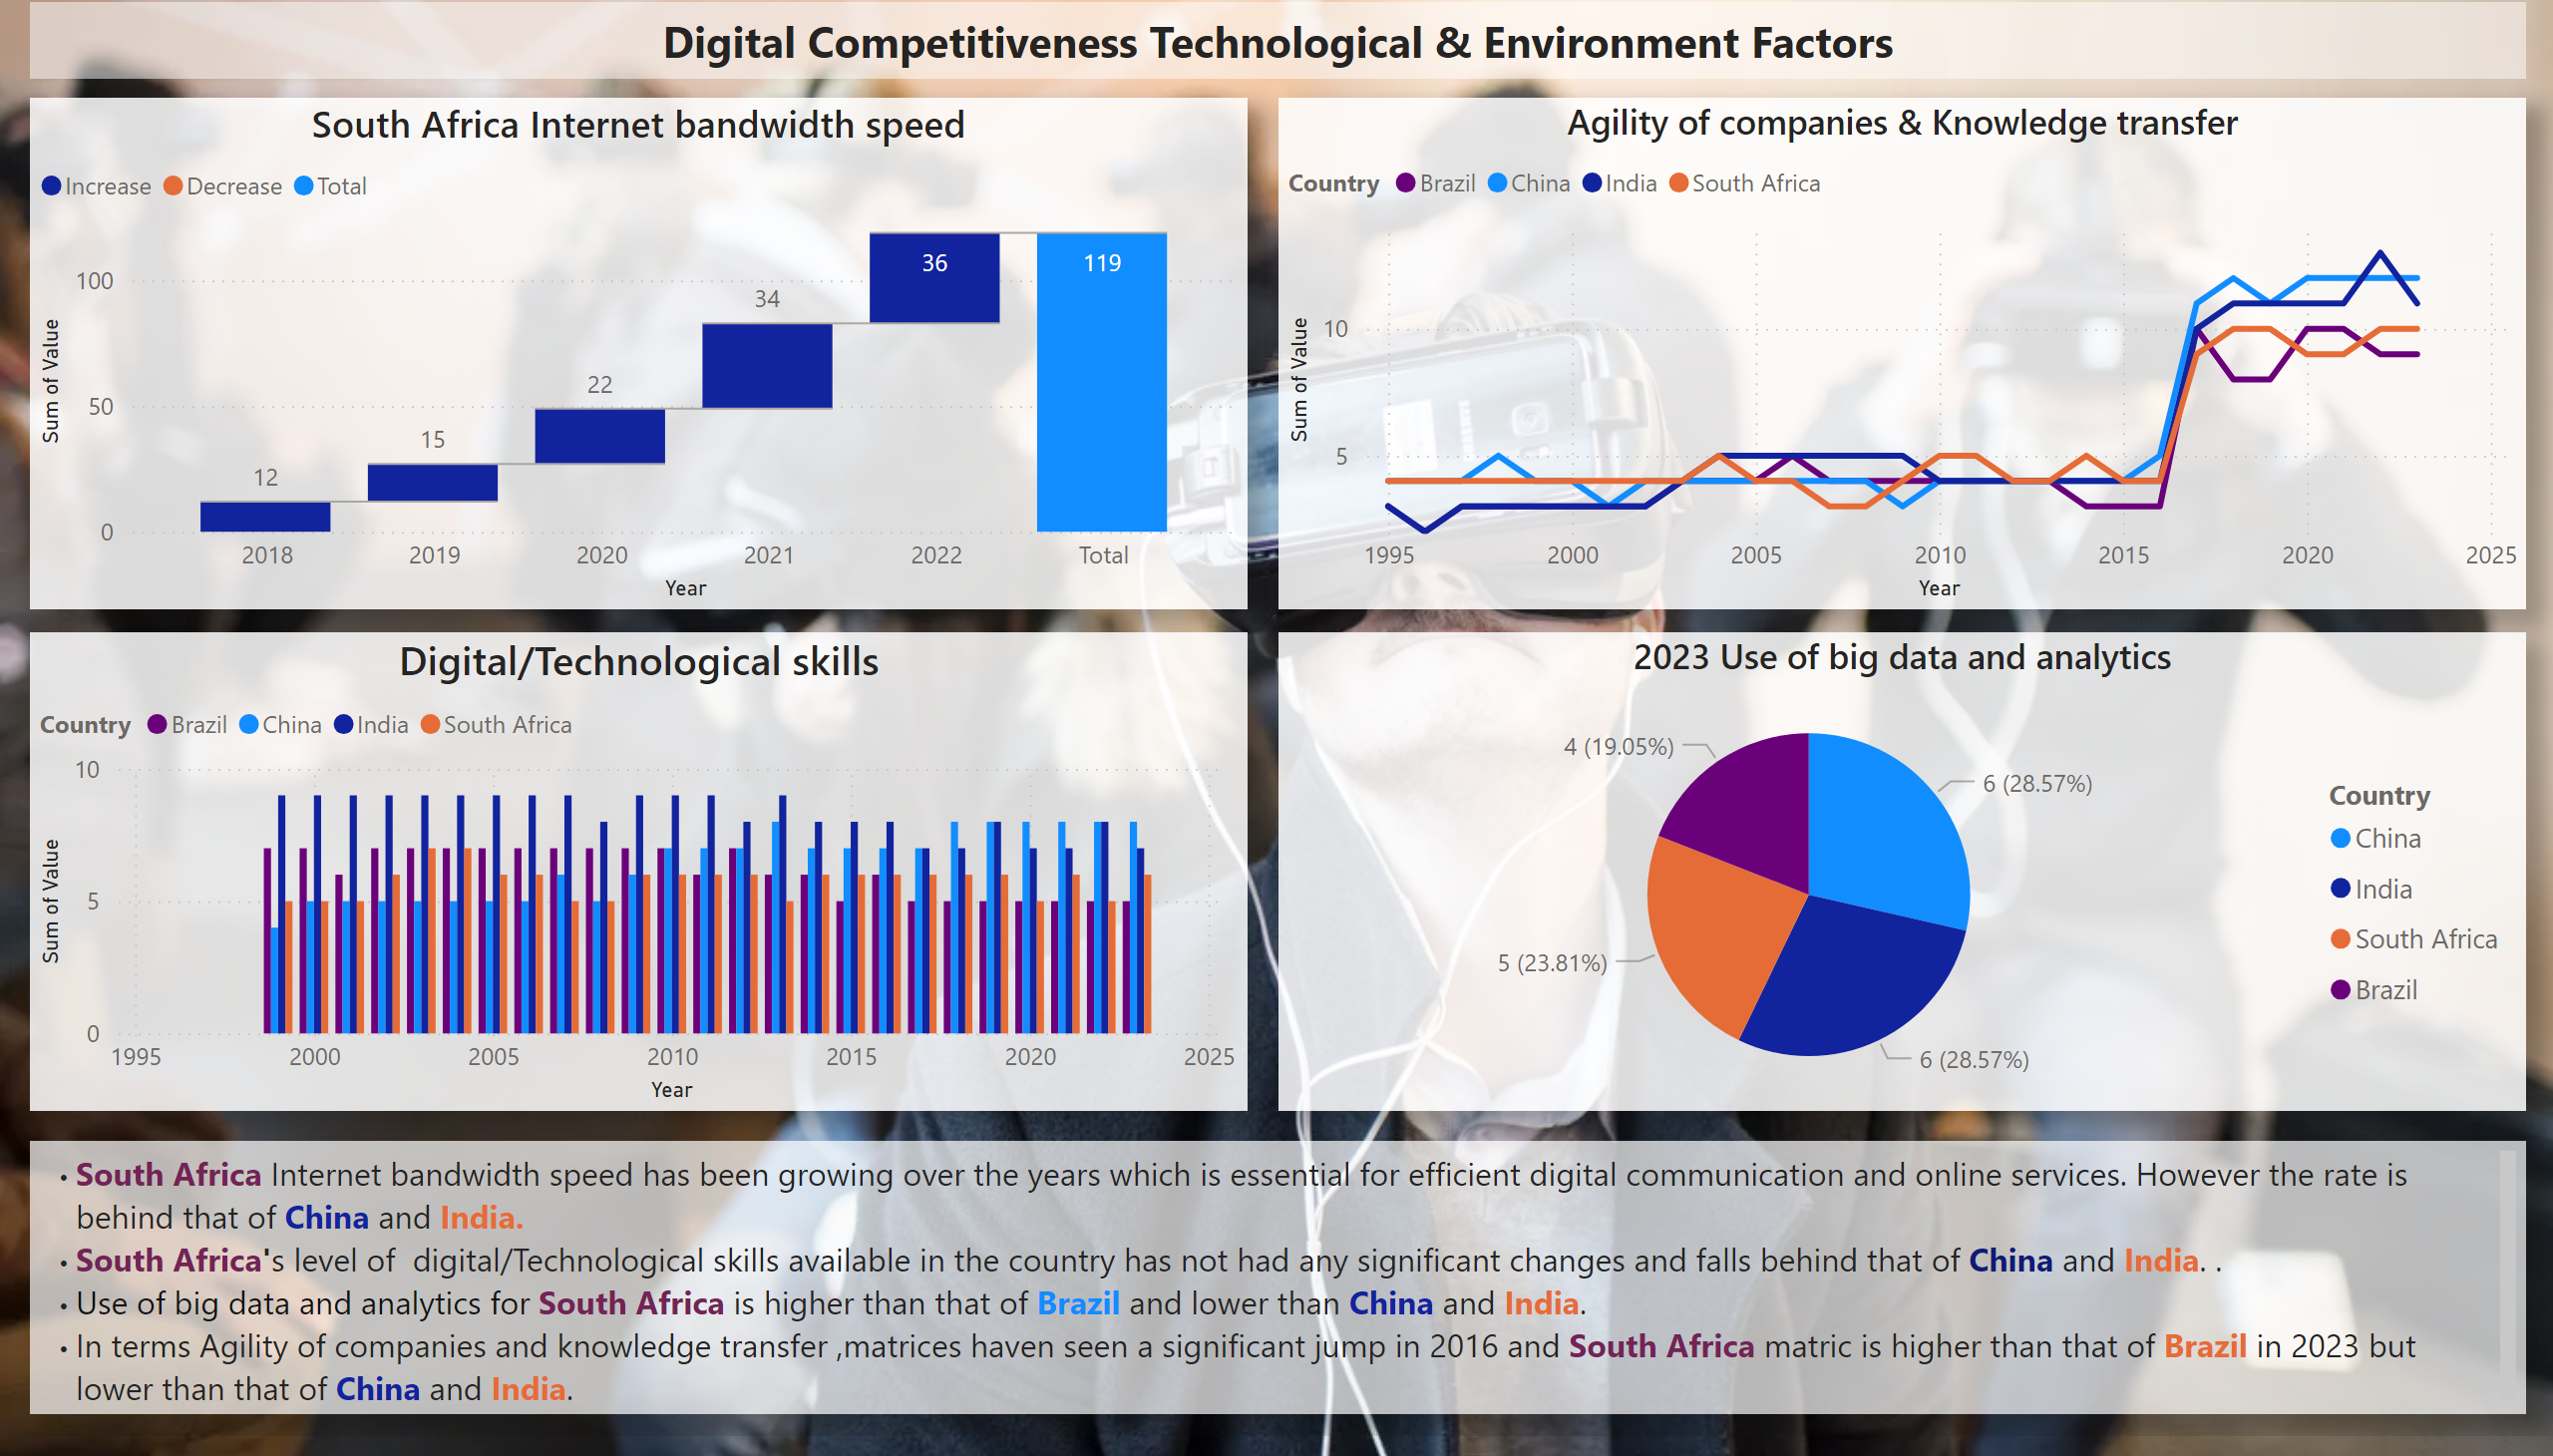 Digital Competitiveness Technological & Environment Factors
South Africa Internet bandwidth speed
Increase Decrease Total
Sum of Value
100
50
0
12
15
22
34
36
119
2018 2019 2020 2021 2022 Total
Year
Agility of companies & Knowledge transfer
Country Brazil China India South Africa
Sum of Value
10
5
1995 2000 2005 2010 2015 2020 2025
Year
Digital/Technological skills
Country Brazil China India South Africa
Sum of Value
10
5
0
1995 2000 2005 2010 2015 2020 2025
Year
2023 Use of big data and analytics
4 (19.05%)
6 (28.57%)
5 (23.81%)
6 (28.57%)
Country
China
India
South Africa
Brazil
• South Africa Internet bandwidth speed has been growing over the years which is essential for efficient digital communication and online services. However the rate is
behind that of China and India.
• South Africa's level of  digital/Technological skills available in the country has not had any significant changes and falls behind that of China and India. .
• Use of big data and analytics for South Africa is higher than that of Brazil and lower than China and India.
• In terms Agility of companies and knowledge transfer ,matrices haven seen a significant jump in 2016 and South Africa matric is higher than that of Brazil in 2023 but
lower than that of China and India.